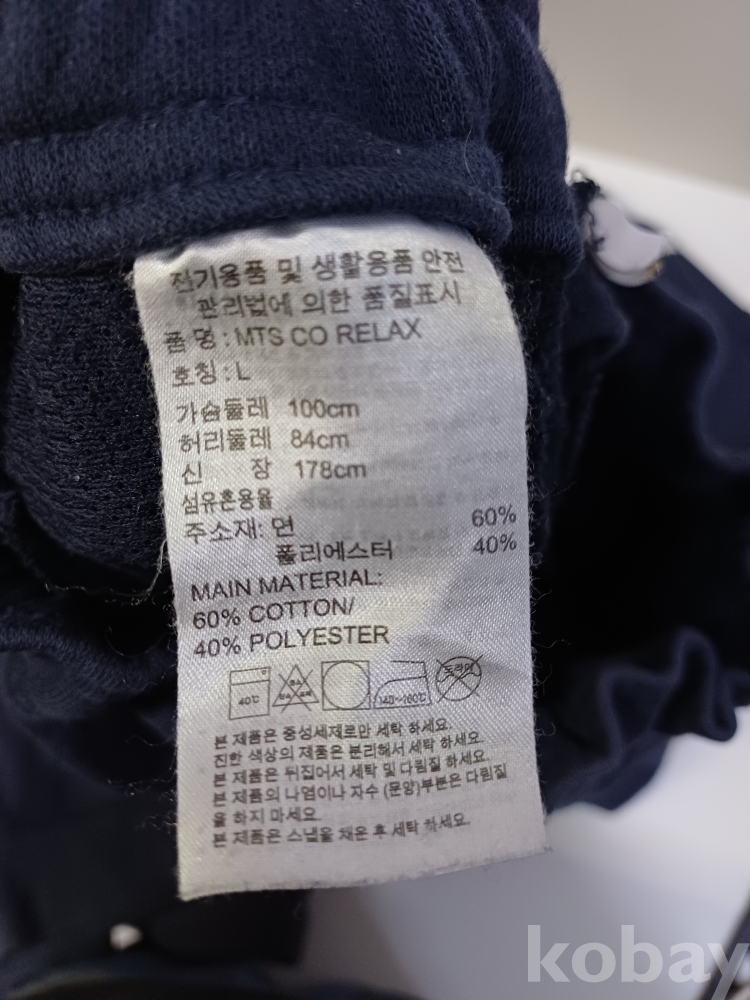 전기용품 및 생활용품 안전
관리법에 의한 품질표시
품 명 : MTS CO RELAX
호칭 : L
가슴둘레 100cm
허리둘레 84cm
신 장 178cm
섬유혼용율
주소재: 면 60%
폴리에스터 40%
MAIN MATERIAL:
60% COTTON/
40% POLYESTER
40℃
140~160℃
드라이
본 제품은 중성세제로만 세탁 하세요.
진한 색상의 제품은 분리해서 세탁 하세요.
본 제품은 뒤집어서 세탁 및 다림질 하세요.
본 제품의 나염이나 자수 (문양)부분은 다림질
을 하지 마세요.
본 제품은 스냅을 채운 후 세탁 하세요.
kobay